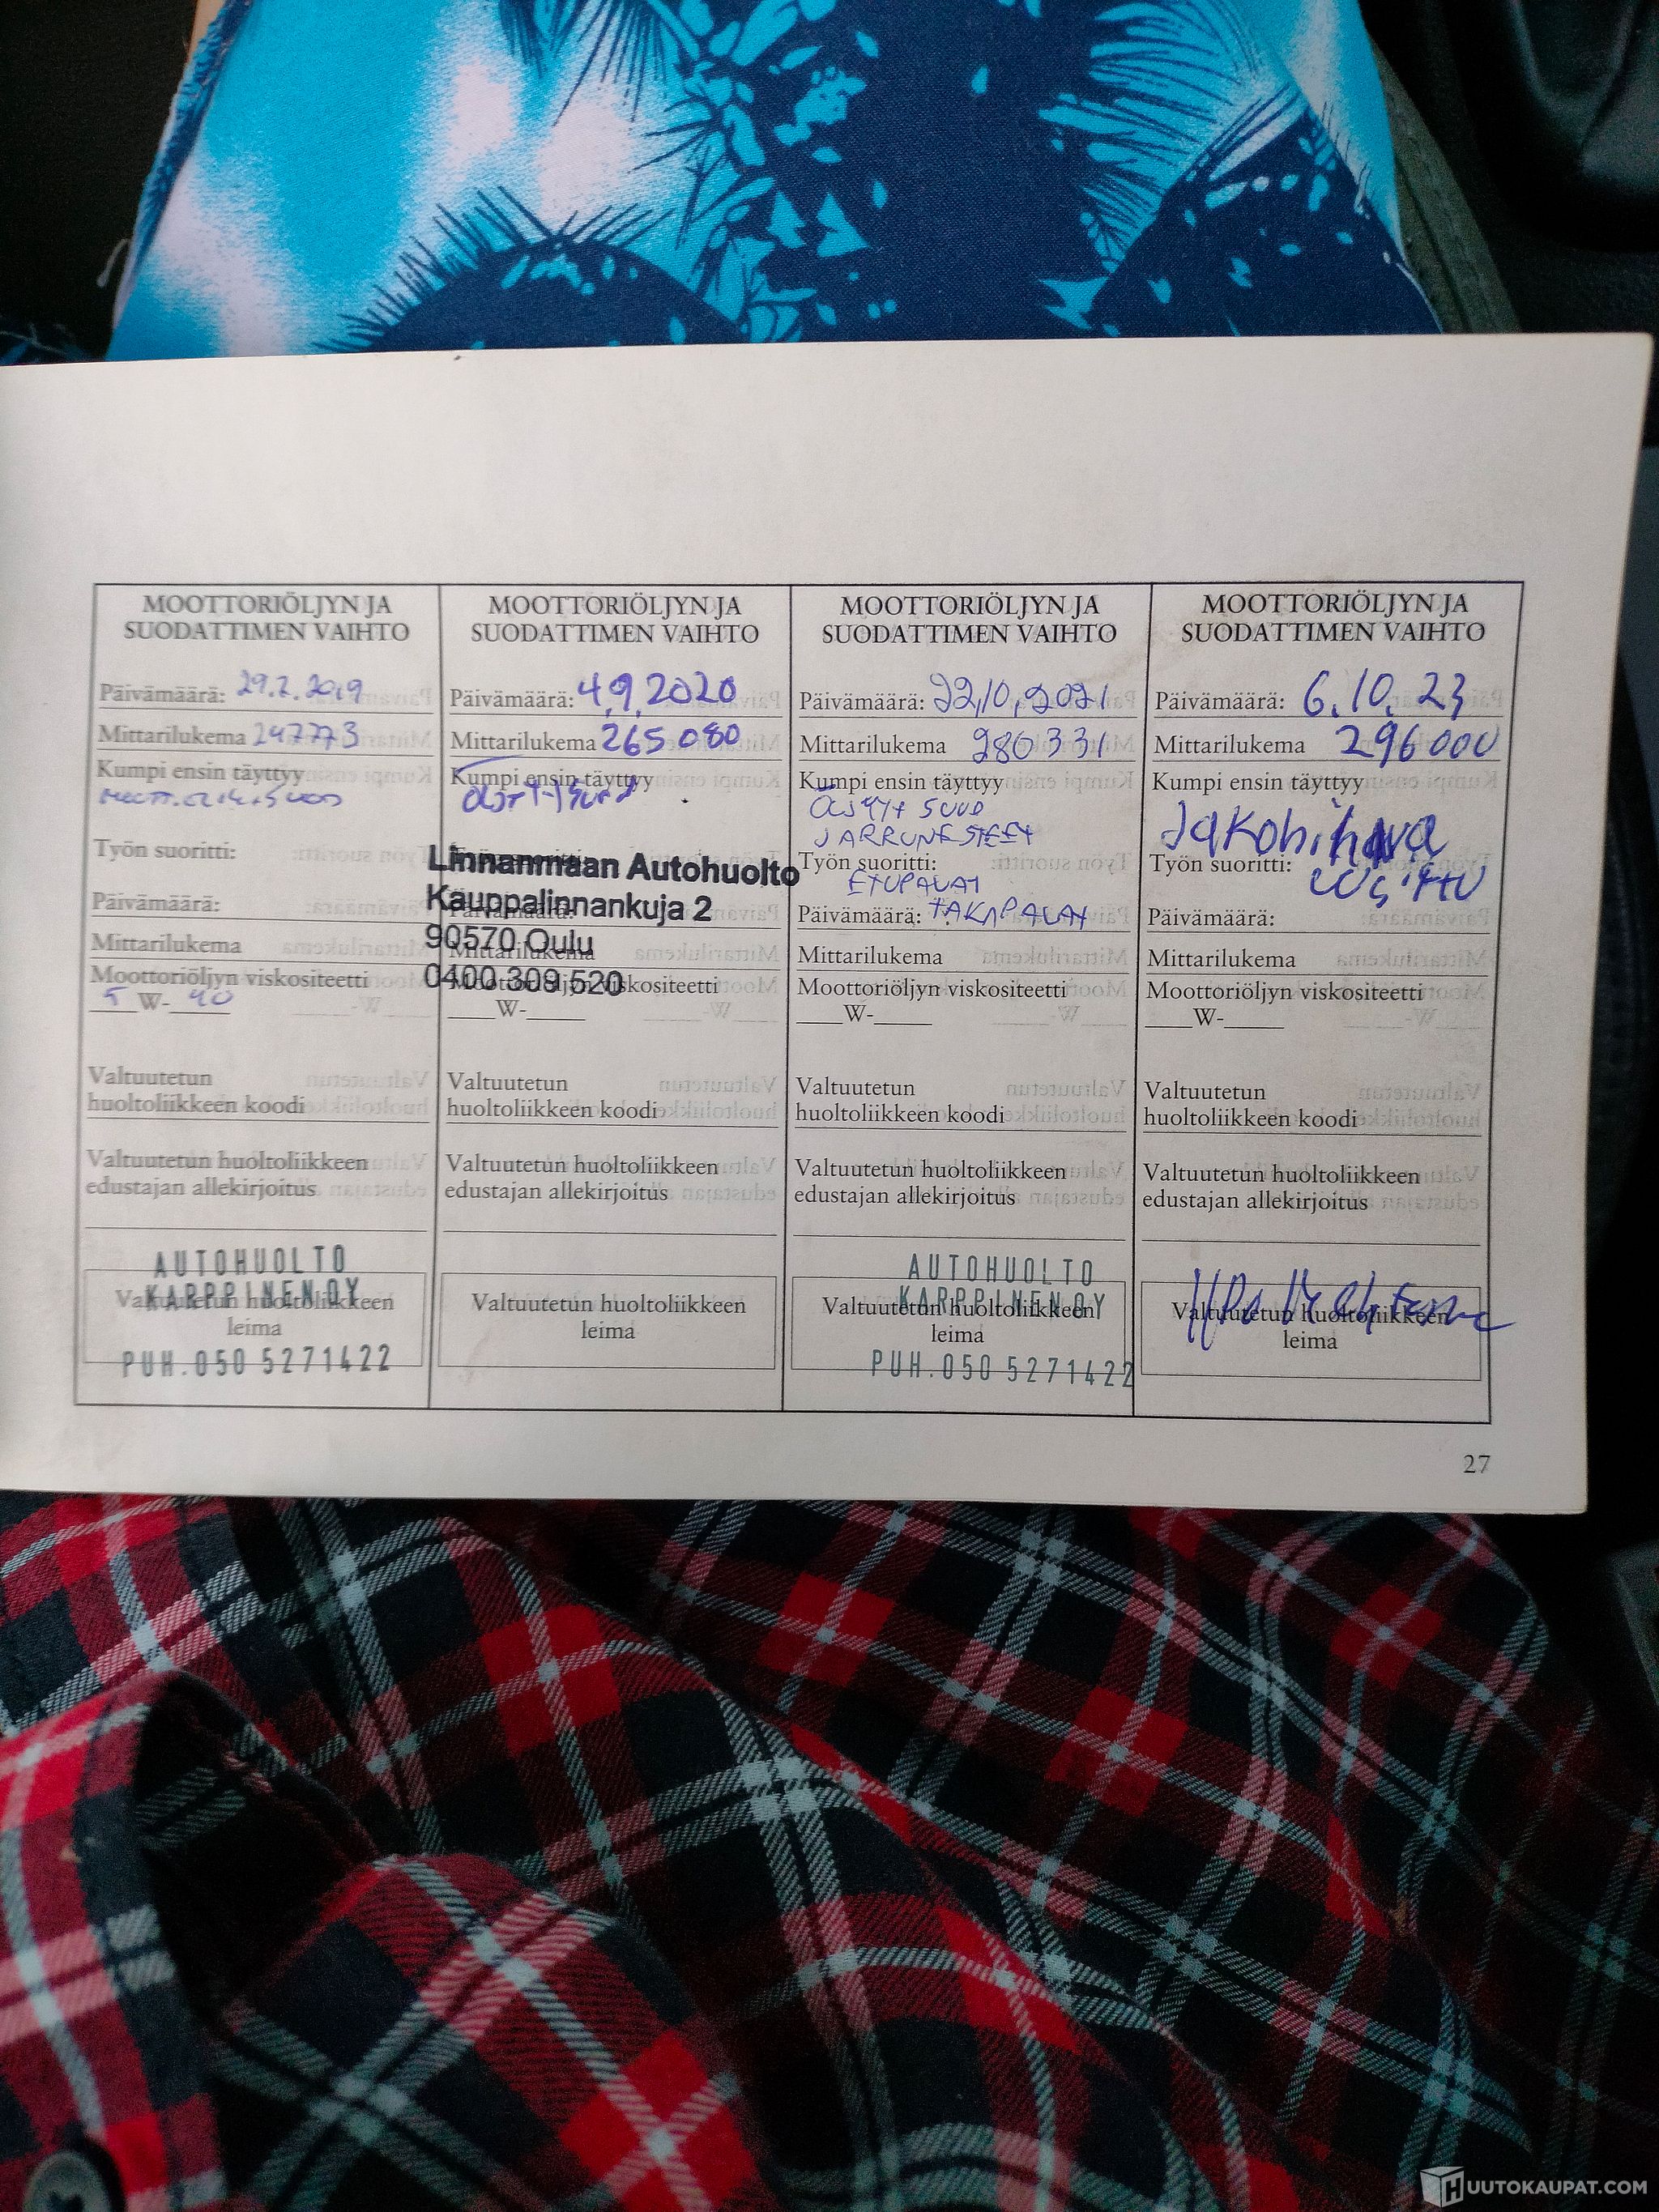 MOOTTORIÖLJYN JA
SUODATTIMEN VAIHTO
Päivämäärä: 29.7.2019
Mittarilukema 247773
Kumpi ensin täyttyy
Työn suoritti:
Päivämäärä:
Mittarilukema
Moottoriöljyn viskositeetti
5 W- 40
Valtuutetun
huoltoliikkeen koodi
Valtuutetun huoltoliikkeen
edustajan allekirjoitus
AUTOHUOLTO
KARPPINEN OY
Valtuutetun huoltoliikkeen
leima
PUH. 050 5271422
MOOTTORIÖLJYN JA
SUODATTIMEN VAIHTO
Päivämäärä: 4.9.2020
Mittarilukema 265080
Kumpi ensin täyttyy
Linnanmaan Autohuolto
Kauppalinnankuja 2
Päivämäärä:
90570 Oulu
Mittarilukema
0400 309 520
Moottoriöljyn viskositeetti
W-
Valtuutetun
huoltoliikkeen koodi
Valtuutetun huoltoliikkeen
edustajan allekirjoitus
Valtuutetun huoltoliikkeen
leima
MOOTTORIÖLJYN JA
SUODATTIMEN VAIHTO
Päivämäärä: 22,10,2021
Mittarilukema 280331
Kumpi ensin täyttyy
ÖLJYT SUOD
JARRUNESTEET
Työn suoritti:
ETUPALAT
Päivämäärä: TAKAPALAT
Mittarilukema
Moottoriöljyn viskositeetti
W-
Valtuutetun
huoltoliikkeen koodi
Valtuutetun huoltoliikkeen
edustajan allekirjoitus
AUTOHUOLTO
KARPPINEN OY
Valtuutetun huoltoliikkeen
leima
PUH. 050 5271422
MOOTTORIÖLJYN JA
SUODATTIMEN VAIHTO
Päivämäärä: 6.10.23
Mittarilukema 296000
Kumpi ensin täyttyy
Jakohihna
Työn suoritti:
Päivämäärä:
Mittarilukema
Moottoriöljyn viskositeetti
W-
Valtuutetun
huoltoliikkeen koodi
Valtuutetun huoltoliikkeen
edustajan allekirjoitus
Valtuutetun huoltoliikkeen
leima
27
HUUTOKAUPAT.COM